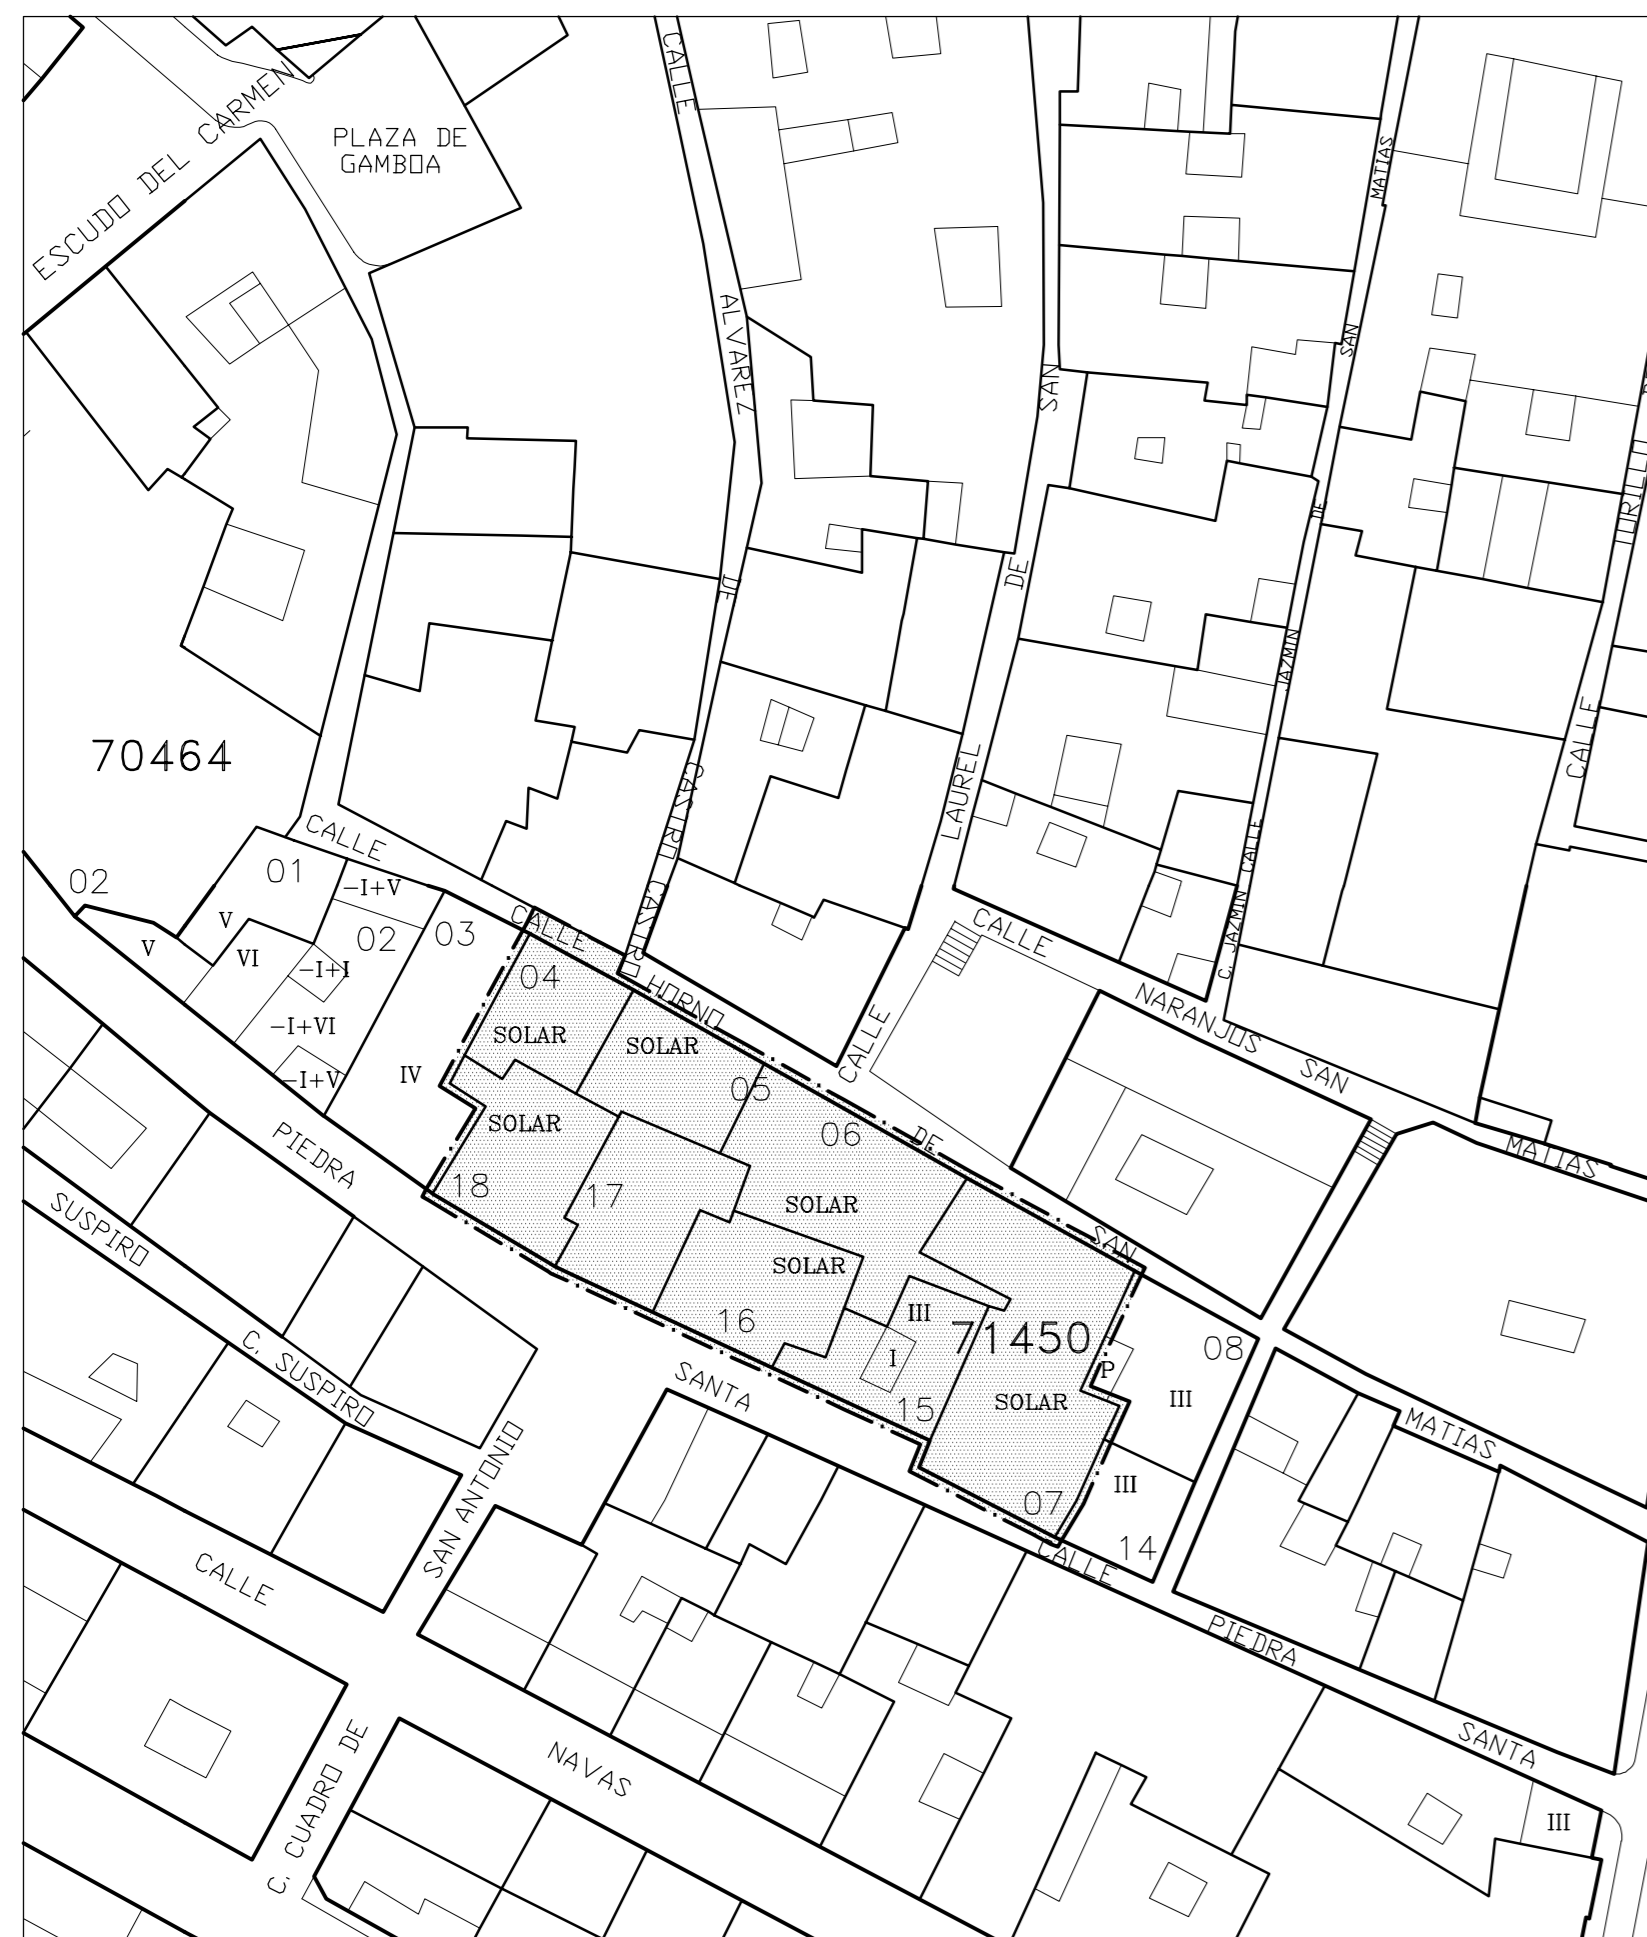 ESCUDO DEL CARMEN
PLAZA DE
GAMBOA
CALLE
ALVAREZ
DE
CASTRO
CASTRO
SAN
DE
LAUREL
CALLE
MATIAS
SAN
DE
JAZMIN
CALLE
C. JAZMIN
CALLE
70464
CALLE
01
02
-I+V
V
V
VI
02
03
-I+I
-I+VI
-I+V
IV
CALLE
HORNO
DE
SAN
MATIAS
CALLE
NARANJOS
SAN
MATIAS
04
SOLAR
SOLAR
05
SOLAR
06
18
17
SOLAR
SOLAR
16
III
71450
I
15
SOLAR
P
08
III
07
III
14
PIEDRA
SANTA
CALLE
PIEDRA
SANTA
SUSPIRO
C. SUSPIRO
SAN ANTONIO
CALLE
NAVAS
C. CUADRO DE
III